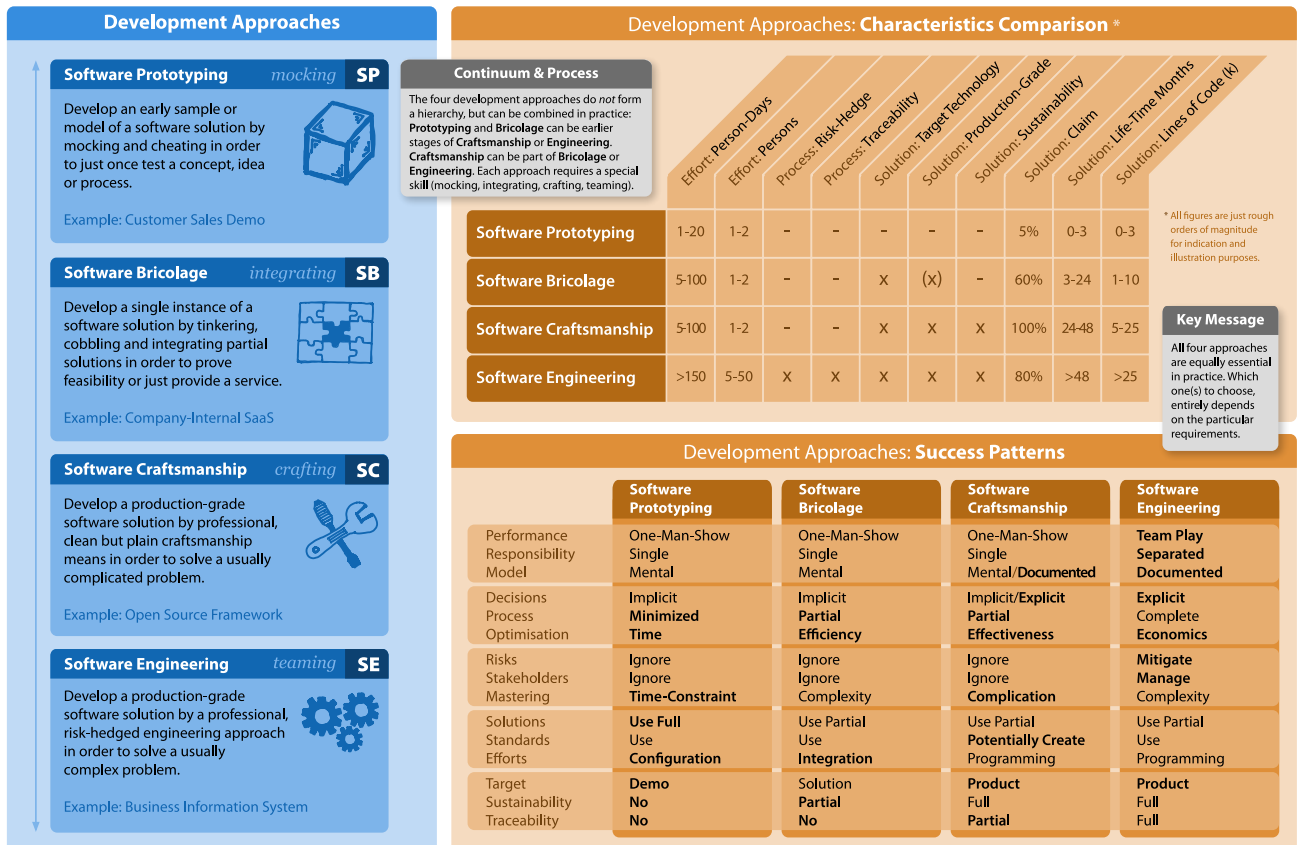 Development Approaches
Software Prototyping mocking SP
Develop an early sample or
model of a software solution by
mocking and cheating in order
to just once test a concept, idea
or process.
Example: Customer Sales Demo
Software Bricolage integrating SB
Develop a single instance of a
software solution by tinkering,
cobbling and integrating partial
solutions in order to prove
feasibility or just provide a service.
Example: Company-Internal SaaS
Software Craftsmanship crafting SC
Develop a production-grade
software solution by professional,
clean but plain craftsmanship
means in order to solve a usually
complicated problem.
Example: Open Source Framework
Software Engineering teaming SE
Develop a production-grade
software solution by a professional,
risk-hedged engineering approach
in order to solve a usually
complex problem.
Example: Business Information System
Continuum & Process
The four development approaches do not form
a hierarchy, but can be combined in practice:
Prototyping and Bricolage can be earlier
stages of Craftsmanship or Engineering.
Craftsmanship can be part of Bricolage or
Engineering. Each approach requires a special
skill (mocking, integrating, crafting, teaming).
Development Approaches: Characteristics Comparison *
Effort: Person-Days
Effort: Persons
Process: Risk-Hedge
Process: Traceability
Solution: Target Technology
Solution: Production-Grade
Solution: Sustainability
Solution: Claim
Solution: Life-Time Months
Solution: Lines of Code (k)
Software Prototyping 1-20 1-2 – – – – – 5% 0-3 0-3
Software Bricolage 5-100 1-2 – – x (x) – 60% 3-24 1-10
Software Craftsmanship 5-100 1-2 – – x x x 100% 24-48 5-25
Software Engineering >150 5-50 x x x x x 80% >48 >25
* All figures are just rough
orders of magnitude
for indication and
illustration purposes.
Key Message
All four approaches
are equally essential
in practice. Which
one(s) to choose,
entirely depends
on the particular
requirements.
Development Approaches: Success Patterns
Software Software Software Software
Prototyping Bricolage Craftsmanship Engineering
Performance One-Man-Show One-Man-Show One-Man-Show Team Play
Responsibility Single Single Single Separated
Model Mental Mental Mental/Documented Documented
Decisions Implicit Implicit Implicit/Explicit Explicit
Process Minimized Partial Partial Complete
Optimisation Time Efficiency Effectiveness Economics
Risks Ignore Ignore Ignore Mitigate
Stakeholders Ignore Ignore Ignore Manage
Mastering Time-Constraint Complexity Complication Complexity
Solutions Use Full Use Partial Use Partial Use Partial
Standards Use Use Potentially Create Use
Efforts Configuration Integration Programming Programming
Target Demo Solution Product Product
Sustainability No Partial Full Full
Traceability No No Partial Full